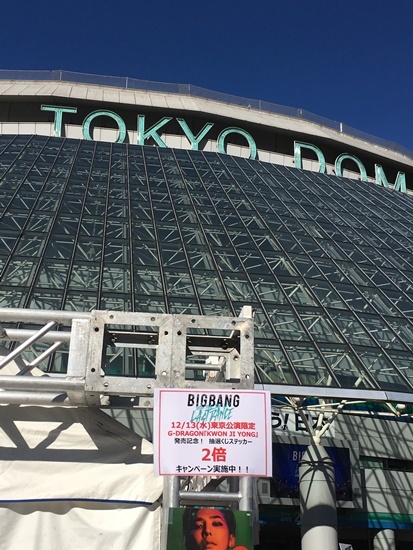 TOKYO DOM
BIGBANG
LAST DANCE
12/13(水)東京公演限定
G-DRAGON「KWON JI YONG」
発売記念！ 抽選くじステッカー
2倍
キャンペーン実施中！！